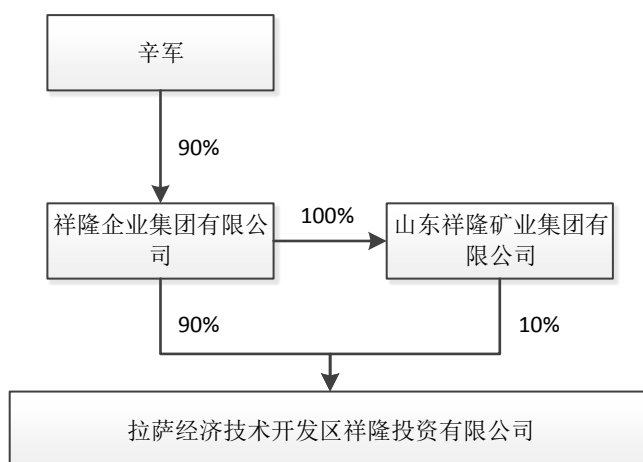 辛军
90%
祥隆企业集团有限公
司
100%
山东祥隆矿业集团有
限公司
90%
10%
拉萨经济技术开发区祥隆投资有限公司